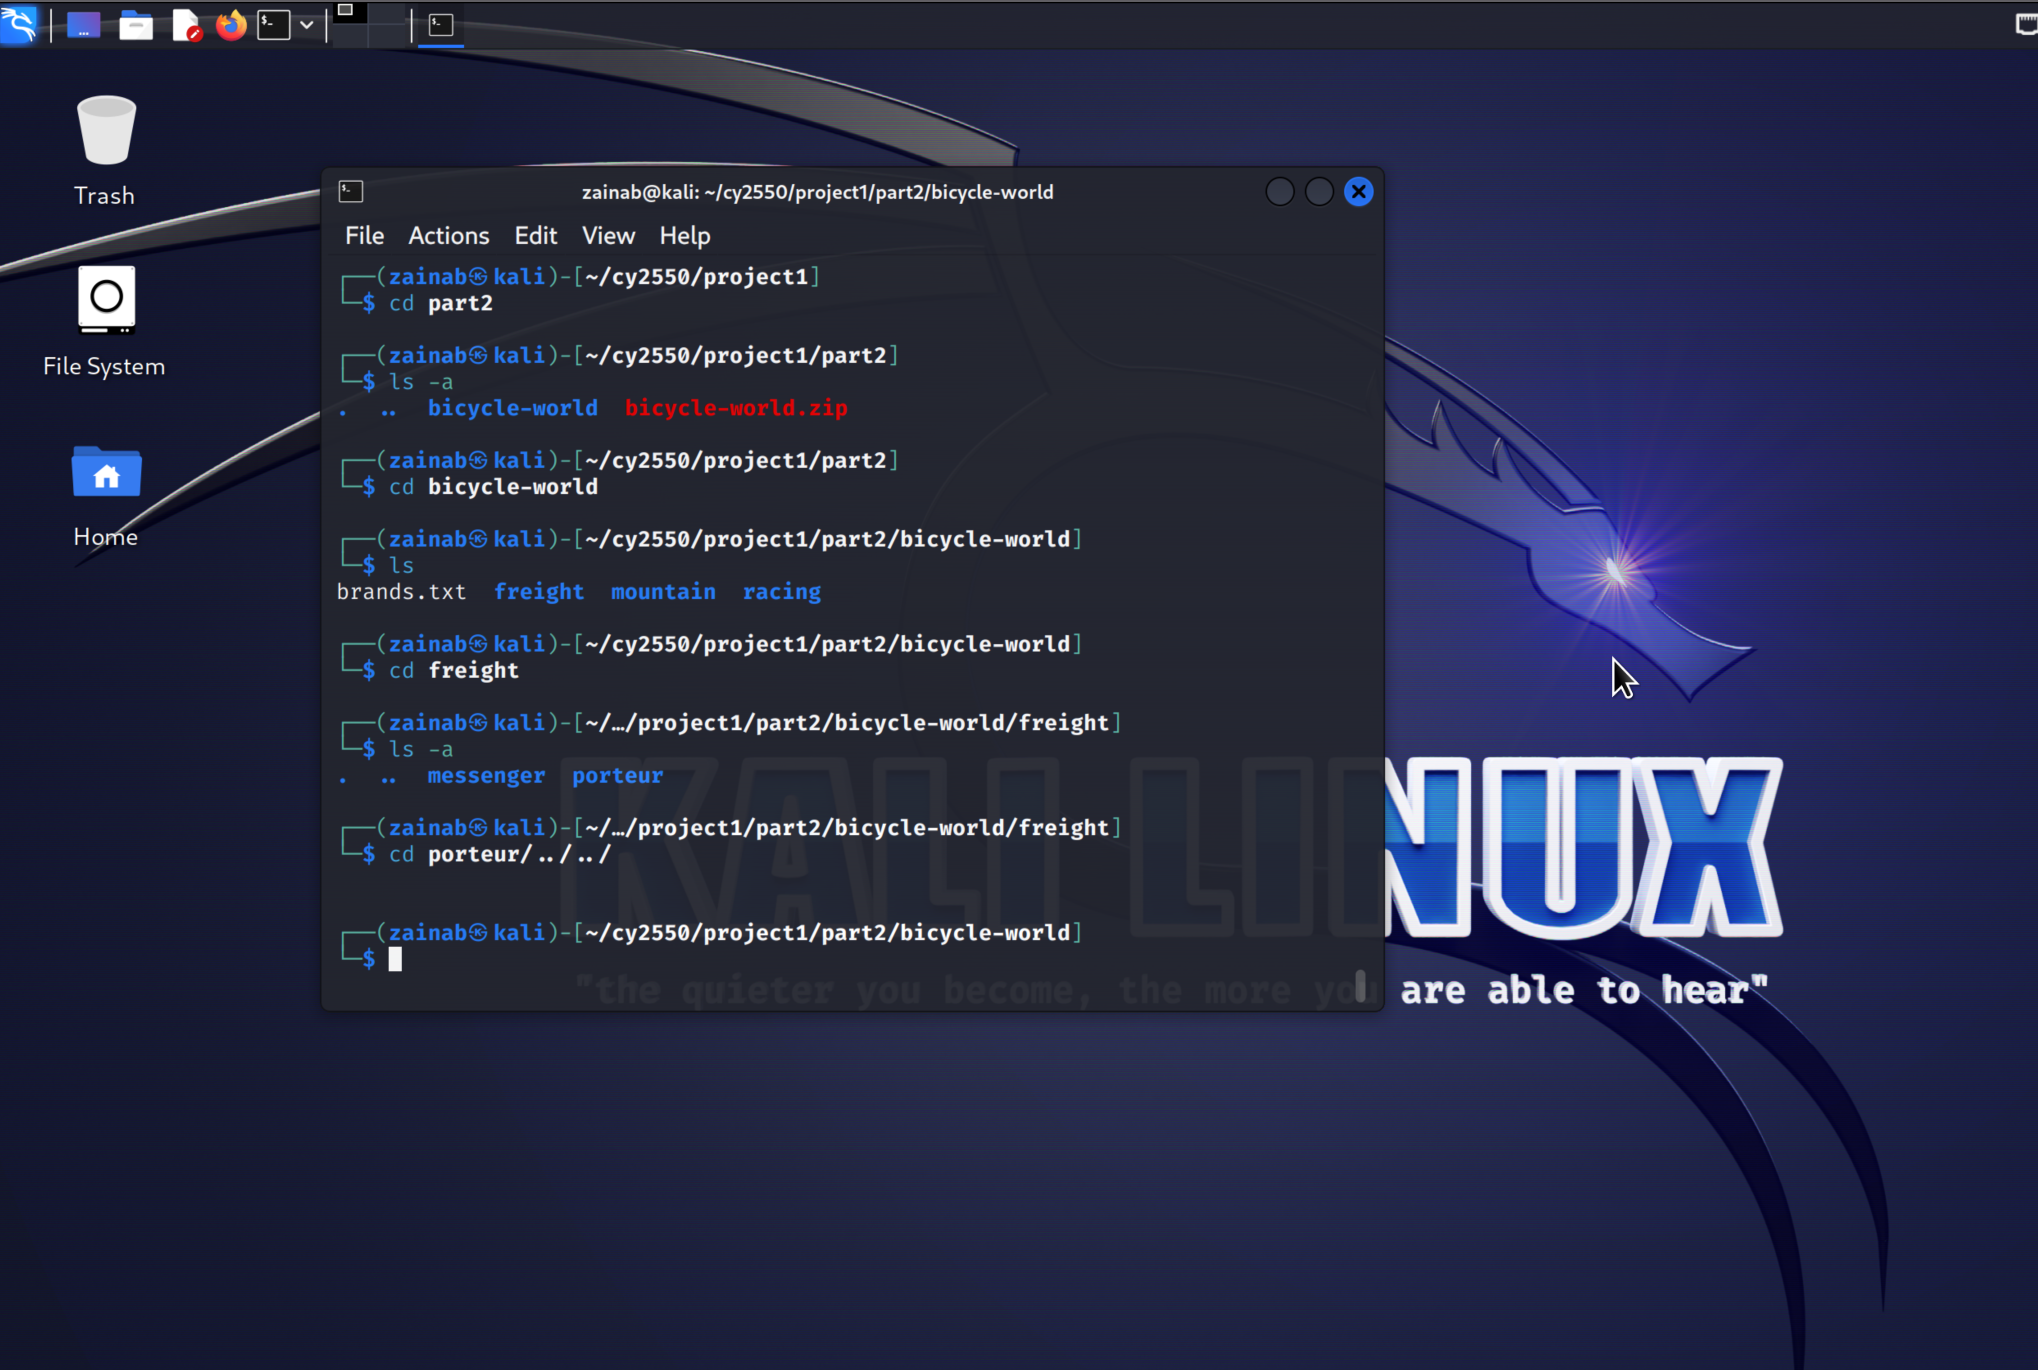 Trash
File System
Home
zainab@kali: ~/cy2550/project1/part2/bicycle-world
File Actions Edit View Help
┌──(zainab㉿kali)-[~/cy2550/project1]
└─$ cd part2
┌──(zainab㉿kali)-[~/cy2550/project1/part2]
└─$ ls -a
. .. bicycle-world bicycle-world.zip
┌──(zainab㉿kali)-[~/cy2550/project1/part2]
└─$ cd bicycle-world
┌──(zainab㉿kali)-[~/cy2550/project1/part2/bicycle-world]
└─$ ls
brands.txt freight mountain racing
┌──(zainab㉿kali)-[~/cy2550/project1/part2/bicycle-world]
└─$ cd freight
┌──(zainab㉿kali)-[~/…/project1/part2/bicycle-world/freight]
└─$ ls -a
. .. messenger porteur
┌──(zainab㉿kali)-[~/…/project1/part2/bicycle-world/freight]
└─$ cd porteur/../../
┌──(zainab㉿kali)-[~/cy2550/project1/part2/bicycle-world]
└─$
KALI LINUX
"the quieter you become, the more you are able to hear"